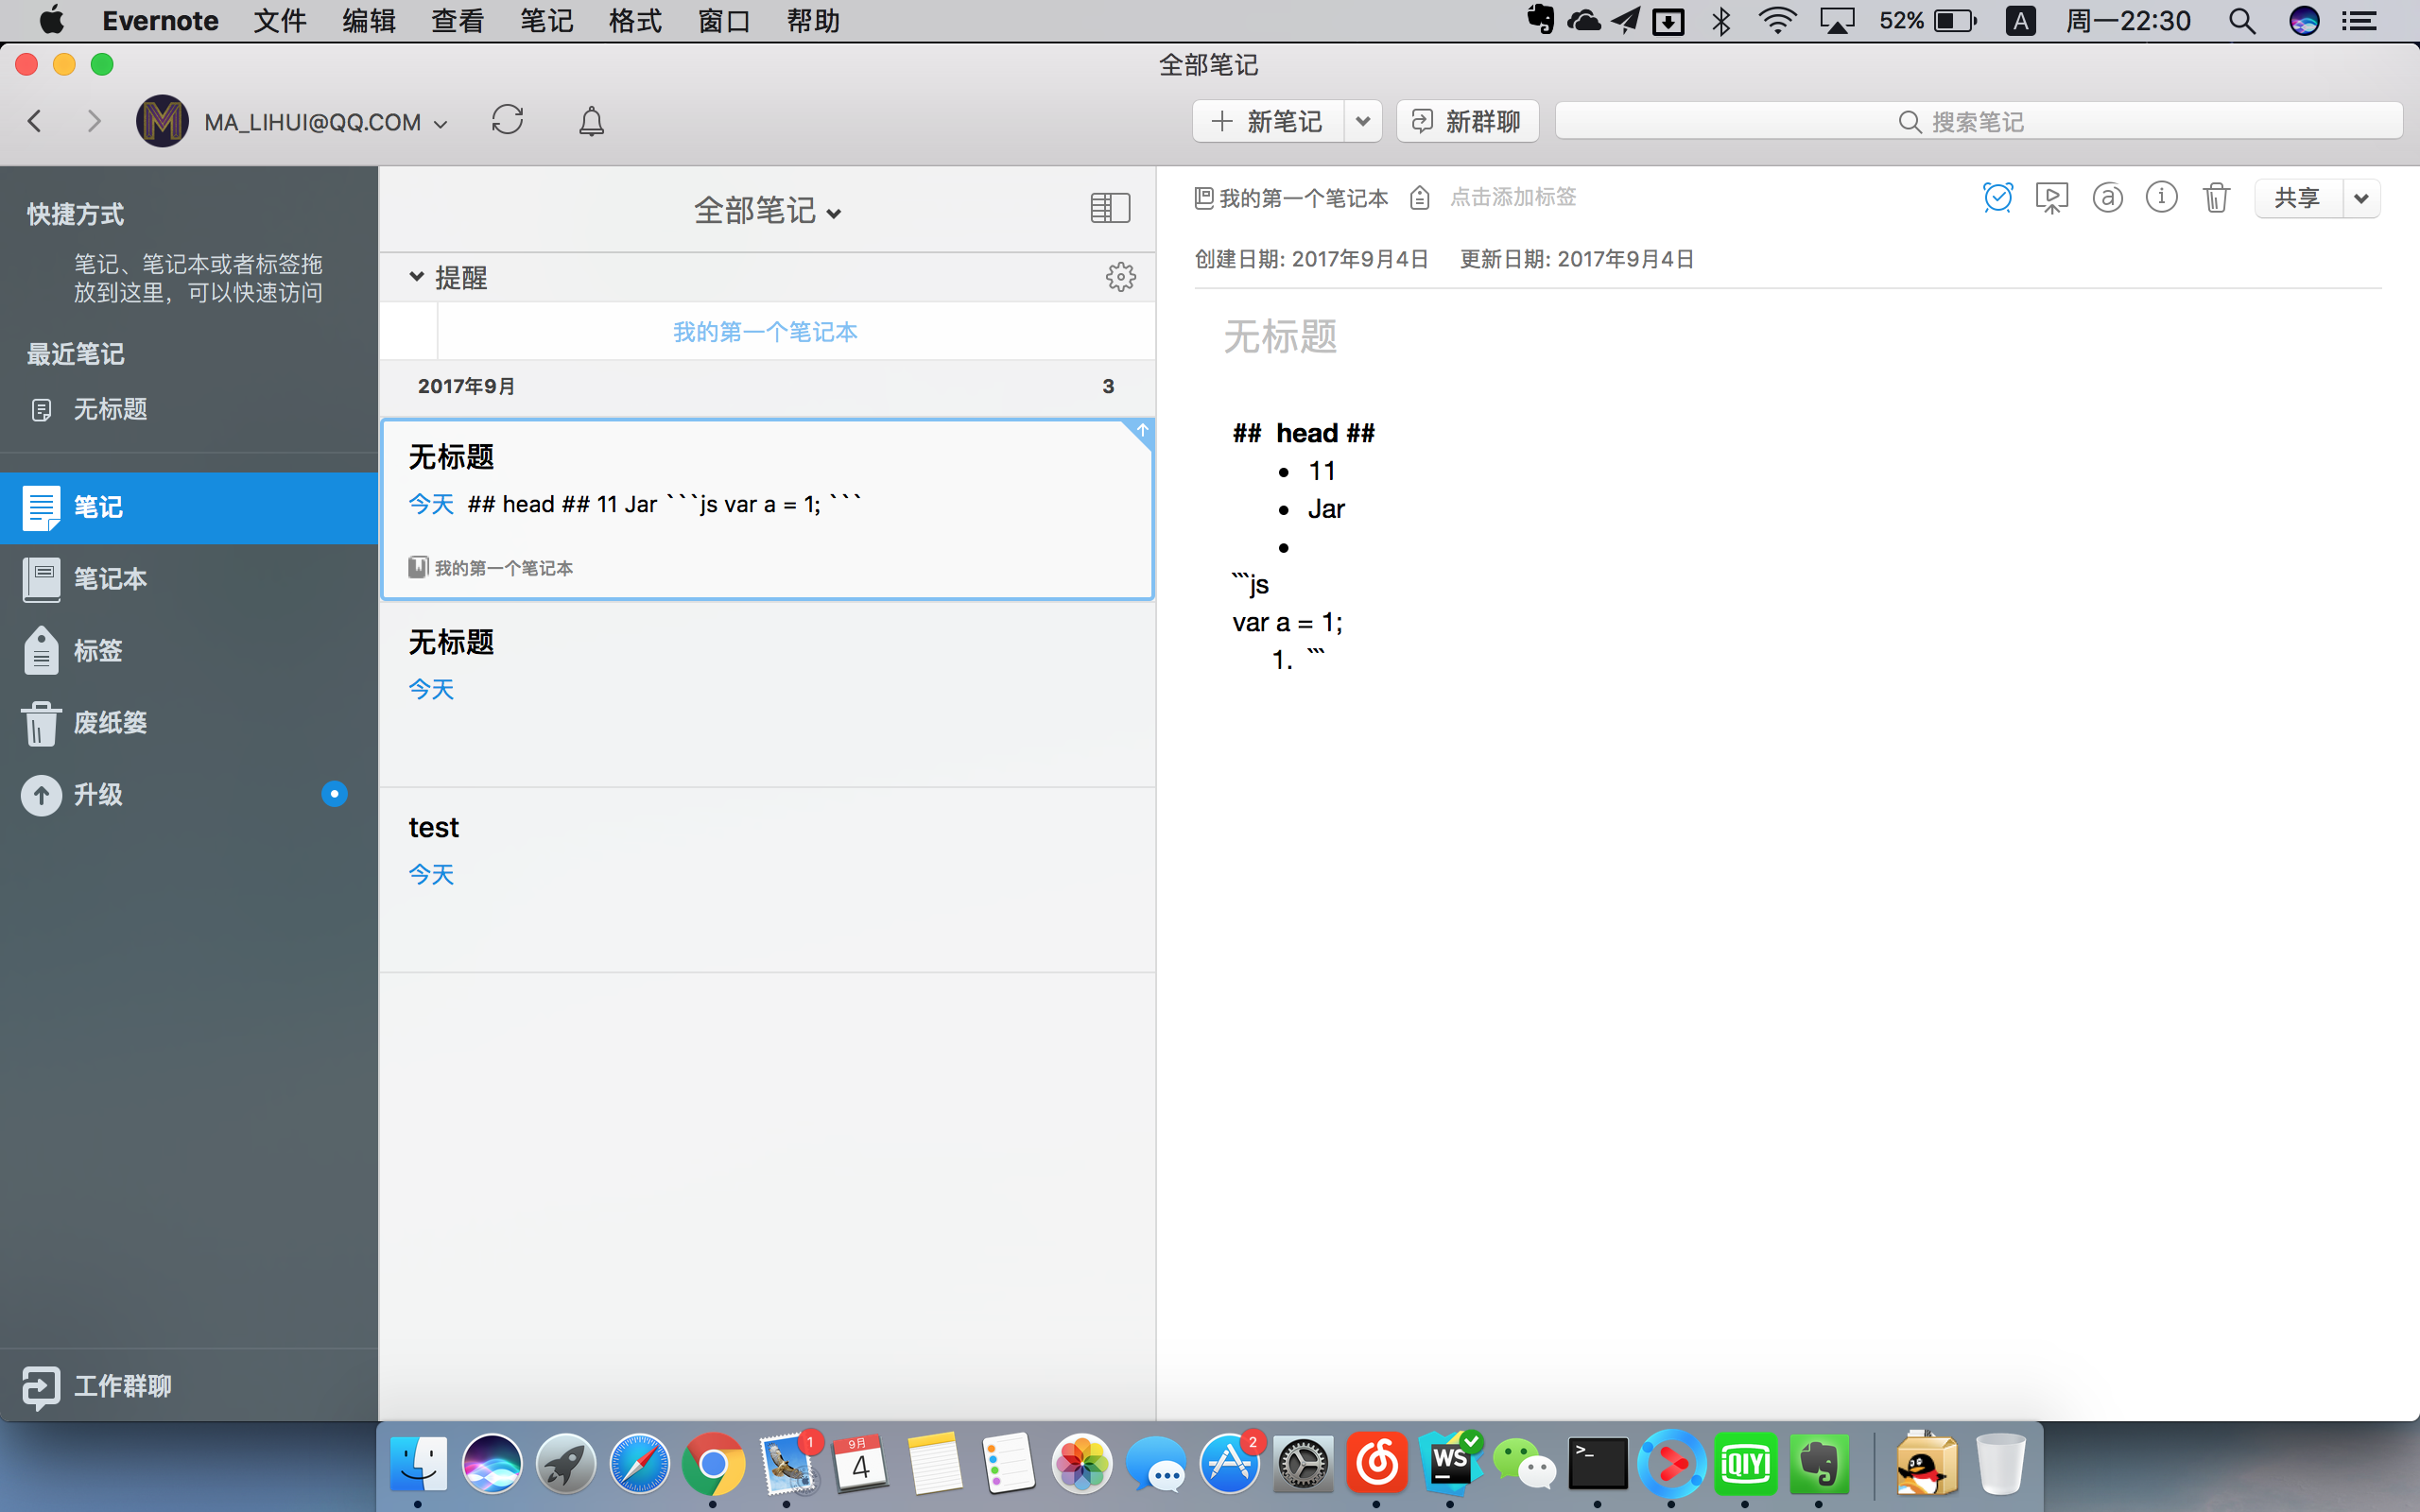 Evernote 文件 编辑 查看 笔记 格式 窗口 帮助 52% A 周一22:30
全部笔记
MA_LIHUI@QQ.COM 新笔记 新群聊 搜索笔记
快捷方式
笔记、笔记本或者标签拖
放到这里，可以快速访问
最近笔记
无标题
笔记
笔记本
标签
废纸篓
升级
工作群聊
全部笔记
提醒
我的第一个笔记本
2017年9月 3
无标题
今天 ## head ## 11 Jar ```js var a = 1; ```
我的第一个笔记本
无标题
今天
test
今天
我的第一个笔记本 点击添加标签 共享
创建日期: 2017年9月4日 更新日期: 2017年9月4日
无标题
## head ##
• 11
• Jar
•
```js
var a = 1;
1. ```
1 9月 4 2 WS >_ iQIYI